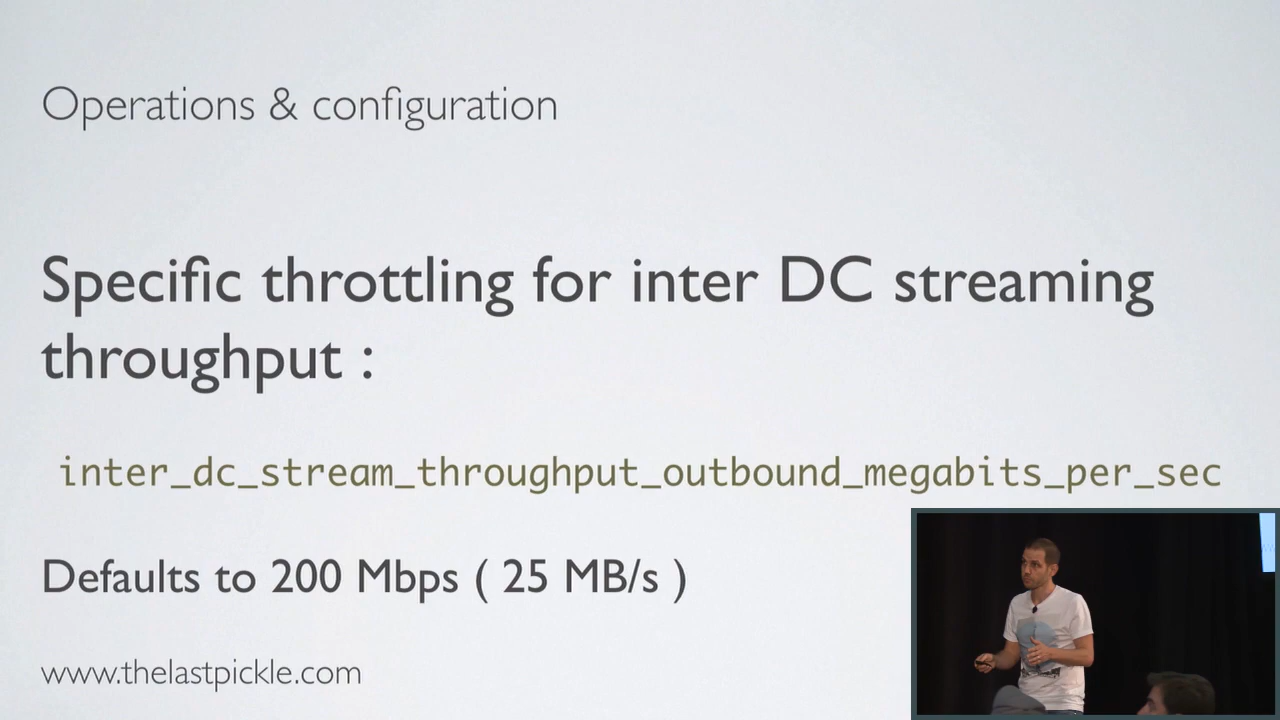 Operations & configuration
Specific throttling for inter DC streaming
throughput :
inter_dc_stream_throughput_outbound_megabits_per_sec
Defaults to 200 Mbps ( 25 MB/s )
www.thelastpickle.com